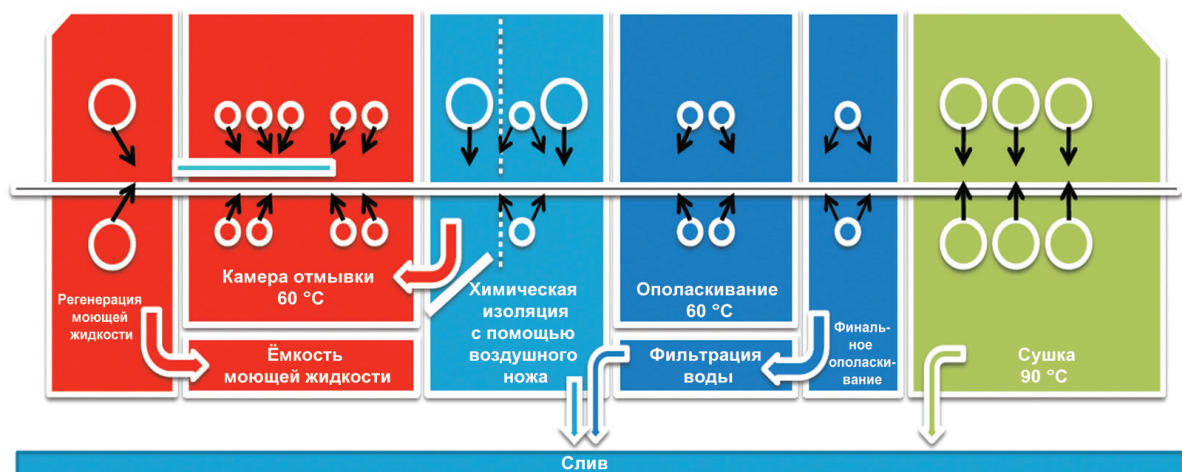 Регенерация
моющей
жидкости
Камера отмывки
60 °C
Ёмкость
моющей жидкости
Химическая
изоляция
с помощью
воздушного
ножа
Ополаскивание
60 °C
Фильтрация
воды
Финаль-
ное
ополаски-
вание
Сушка
90 °C
Слив